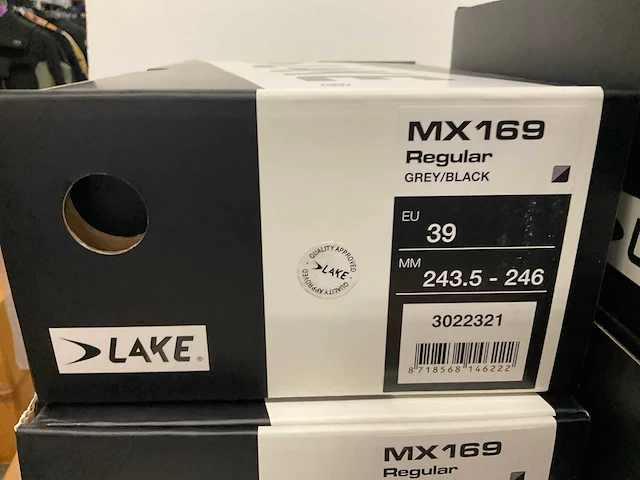 MX169
Regular
GREY/BLACK
EU
39
MM
243.5 - 246
3022321
8 718568 146222
QUALITY APPROVED
LAKE
QUALITY APPROVED
LAKE®
MX169
Regular